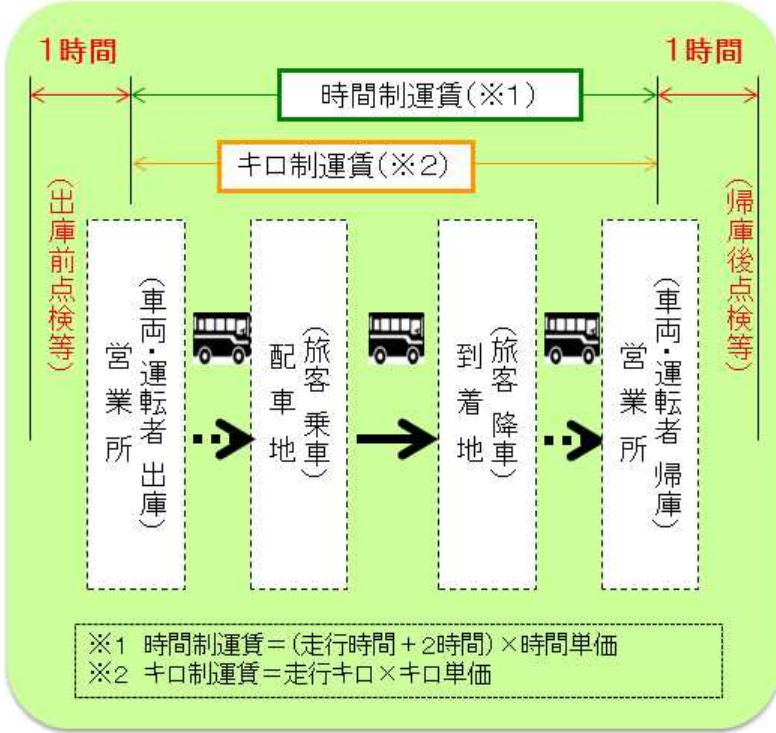 1時間
1時間
時間制運賃(※1)
キロ制運賃(※2)
(出庫前点検等)
営業所
(車両・運転者 出庫)
配車地
(旅客 乗車)
到着地
(旅客 降車)
営業所
(車両・運転者 帰庫)
(帰庫後点検等)
※1 時間制運賃=(走行時間+2時間)×時間単価
※2 キロ制運賃=走行キロ×キロ単価